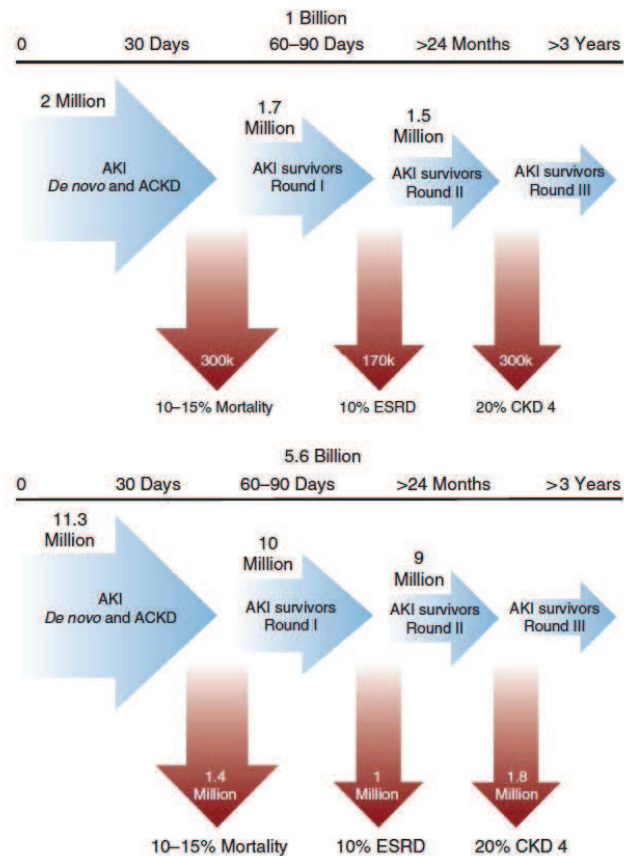 1 Billion
0 30 Days 60–90 Days >24 Months >3 Years
2 Million
1.7
Million
1.5
Million
AKI
De novo and ACKD
AKI survivors
Round I
AKI survivors
Round II
AKI survivors
Round III
300k
170k
300k
10–15% Mortality
10% ESRD
20% CKD 4
5.6 Billion
0 30 Days 60–90 Days >24 Months >3 Years
11.3
Million
10
Million
9
Million
AKI
De novo and ACKD
AKI survivors
Round I
AKI survivors
Round II
AKI survivors
Round III
1.4
Million
1
Million
1.8
Million
10–15% Mortality
10% ESRD
20% CKD 4